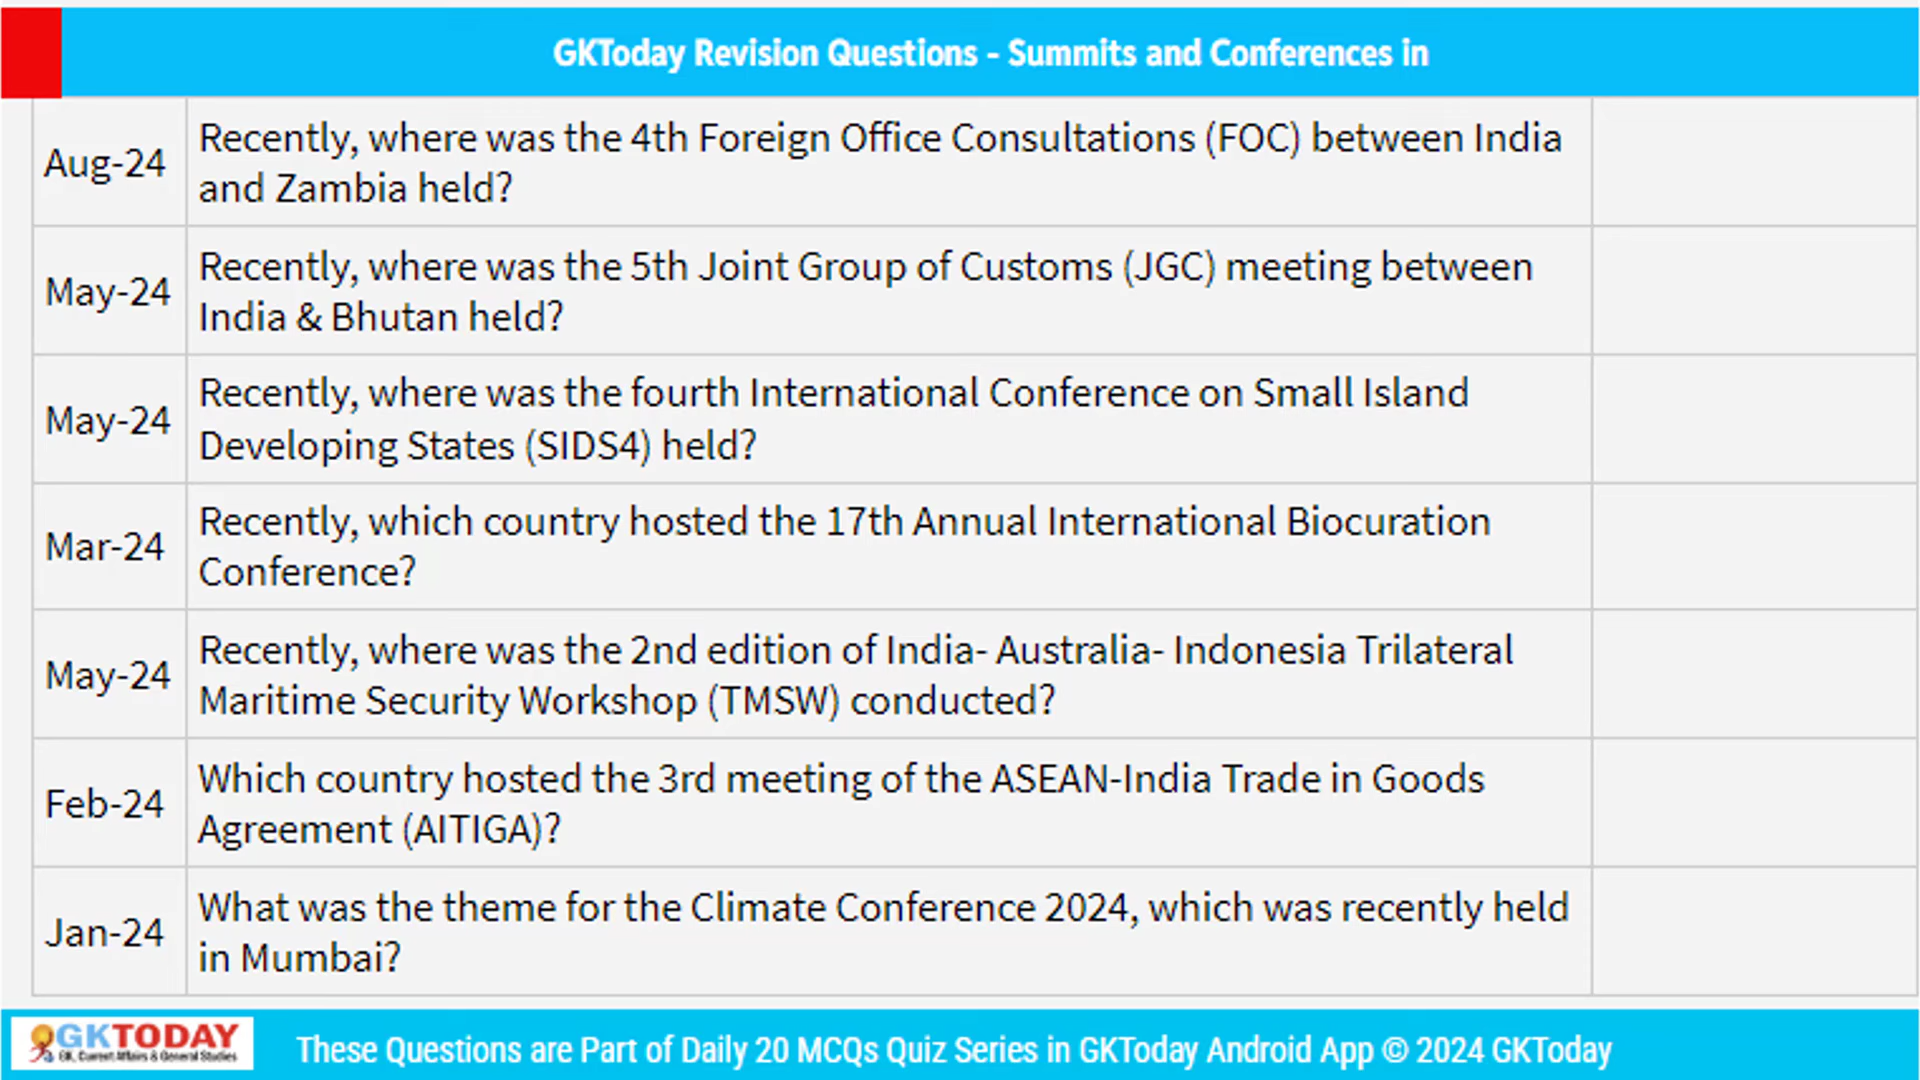 GKToday Revision Questions - Summits and Conferences in
Aug-24
Recently, where was the 4th Foreign Office Consultations (FOC) between India
and Zambia held?
May-24
Recently, where was the 5th Joint Group of Customs (JGC) meeting between
India & Bhutan held?
May-24
Recently, where was the fourth International Conference on Small Island
Developing States (SIDS4) held?
Mar-24
Recently, which country hosted the 17th Annual International Biocuration
Conference?
May-24
Recently, where was the 2nd edition of India- Australia- Indonesia Trilateral
Maritime Security Workshop (TMSW) conducted?
Feb-24
Which country hosted the 3rd meeting of the ASEAN-India Trade in Goods
Agreement (AITIGA)?
Jan-24
What was the theme for the Climate Conference 2024, which was recently held
in Mumbai?
GKTODAY
GK, Current Affairs & General Studies
These Questions are Part of Daily 20 MCQs Quiz Series in GKToday Android App © 2024 GKToday